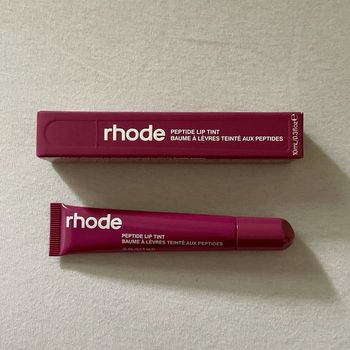 rhode
PEPTIDE LIP TINT
BAUME À LÈVRES TEINTÉ AUX PEPTIDES
10mL/0.3fl oz ℮
rhode
PEPTIDE LIP TINT
BAUME À LÈVRES TEINTÉ AUX PEPTIDES